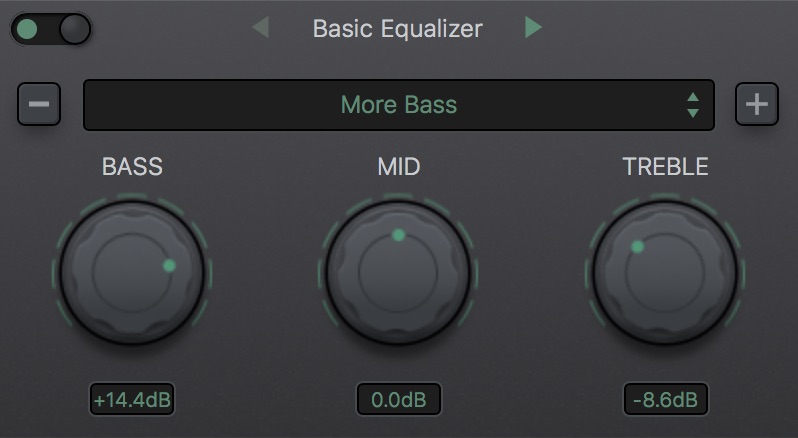 Basic Equalizer
More Bass
BASS MID TREBLE
+14.4dB 0.0dB -8.6dB